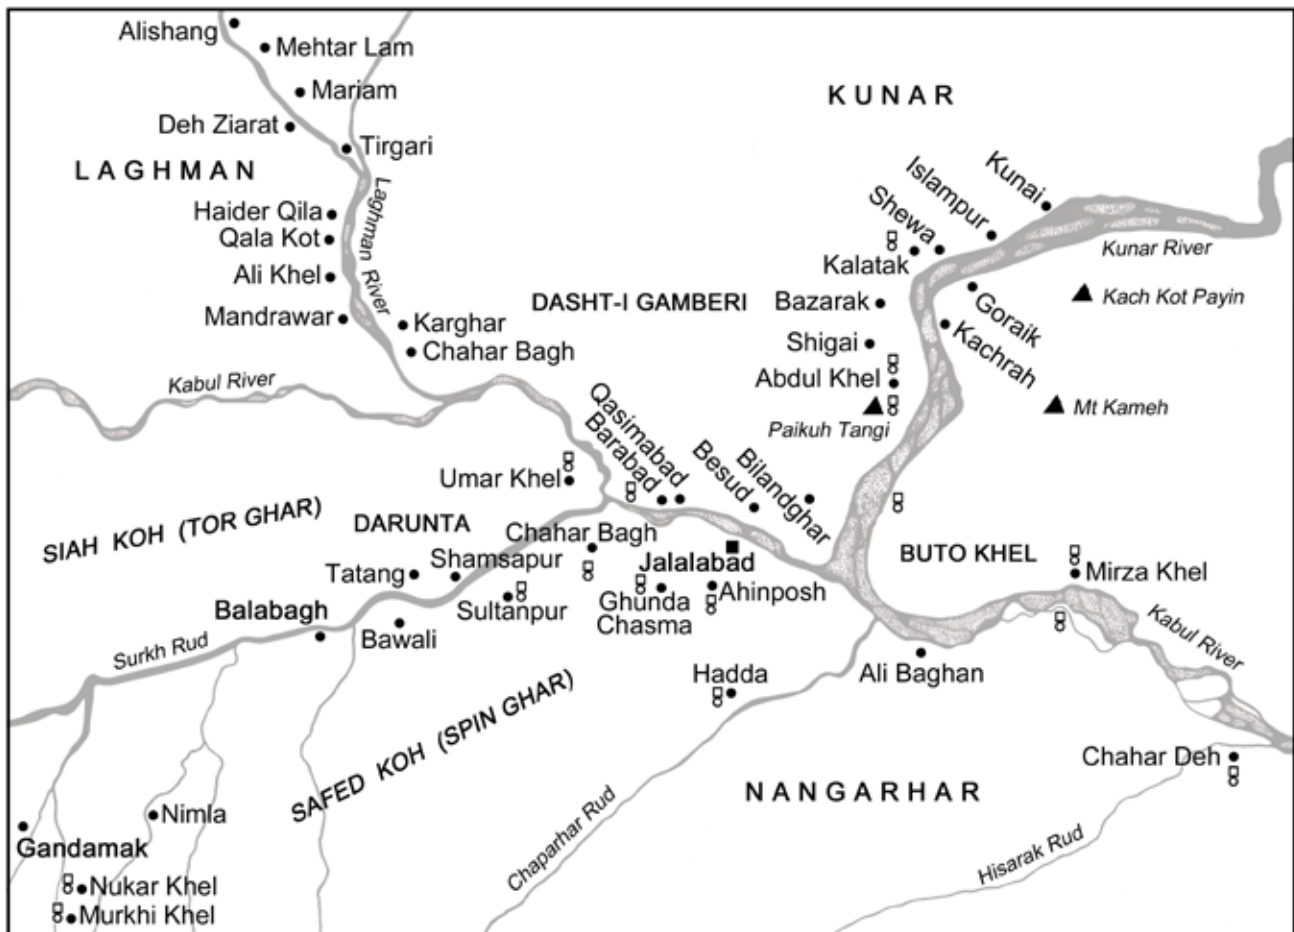 Alishang
Mehtar Lam
KUNAR
Mariam
Deh Ziarat
Tirgari
LAGHMAN
Laghman River
Haider Qila
Qala Kot
Ali Khel
Mandrawar
Karghar
Chahar Bagh
Kabul River
DASHT-I GAMBERI
Kunai
Islampur
Shewa
Kalatak
Kunar River
Bazarak
Goraik
Kach Kot Payin
Shigai
Kachrah
Abdul Khel
Paikuh Tangi
Mt Kameh
Qasimabad
Barabad
Besud
Bilandghar
Umar Khel
SIAH KOH (TOR GHAR)
DARUNTA
Chahar Bagh
Shamsapur
Tatang
Jalalabad
BUTO KHEL
Mirza Khel
Balabagh
Sultanpur
Ghunda
Chasma
Ahinposh
Bawali
Surkh Rud
Kabul River
Hadda
Ali Baghan
SAFED KOH (SPIN GHAR)
Chahar Deh
NANGARHAR
Nimla
Gandamak
Chaparhar Rud
Hisarak Rud
Nukar Khel
Murkhi Khel